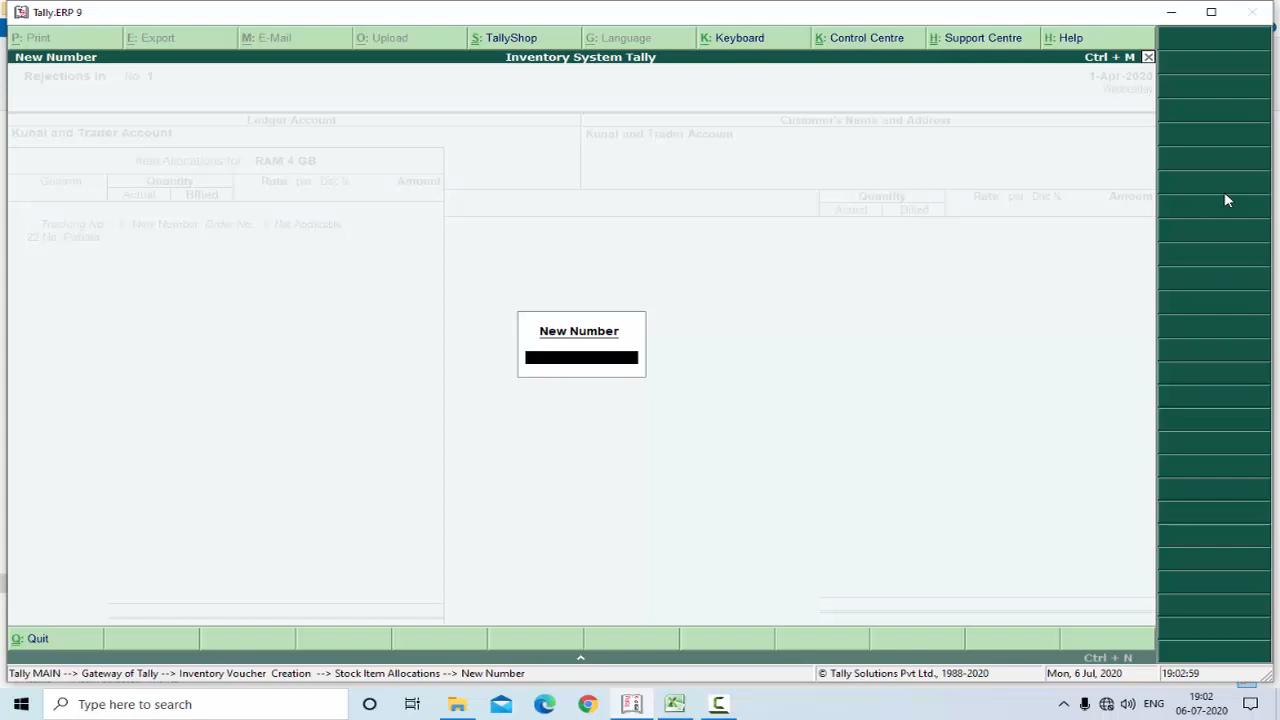 Tally.ERP 9
P: Print E: Export M: E-Mail O: Upload S: TallyShop G: Language K: Keyboard K: Control Centre H: Support Centre H: Help
New Number Inventory System Tally Ctrl + M
Rejections In No. 1 1-Apr-2020
Wednesday
Ledger Account Customer's Name and Address
Kunal and Trader Account Kunal and Trader Account
Item Allocations for RAM 4 GB
Godown Quantity Rate per Disc % Amount
Actual Billed
Quantity Rate per Disc % Amount
Actual Billed
Tracking No. : New Number Order No. : Not Applicable
22 No. Pattala
New Number
Q: Quit
Ctrl + N
Tally MAIN --> Gateway of Tally --> Inventory Voucher Creation --> Stock Item Allocations --> New Number © Tally Solutions Pvt Ltd., 1988-2020 Mon, 6 Jul, 2020 19:02:59
Type here to search ENG 19:02
06-07-2020